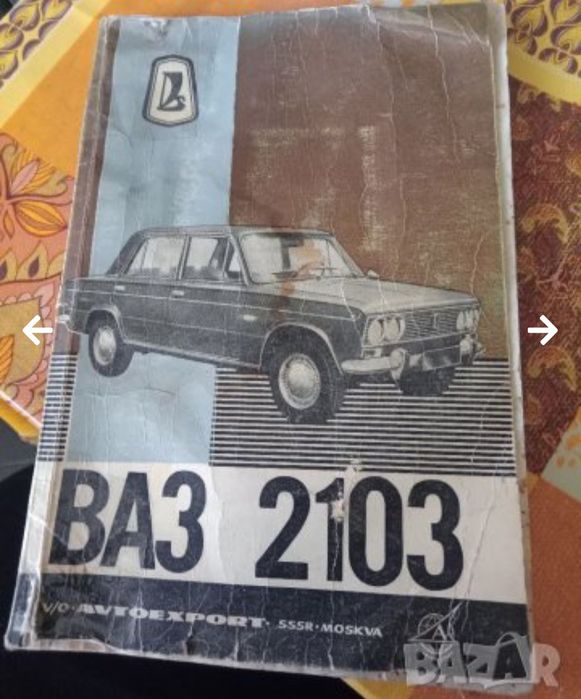 ВАЗ 2103
V/O·AVTOEXPORT· SSSR·MOSKVA
BAZAR